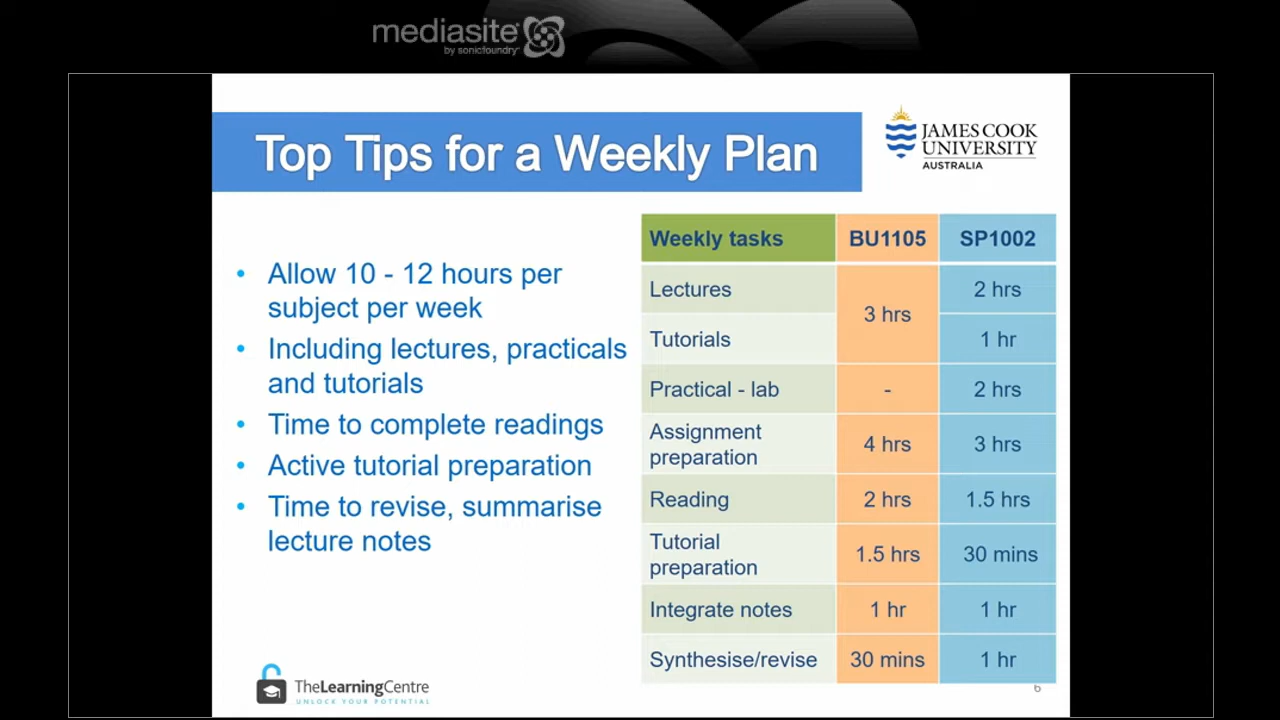 mediasite
by sonicfoundry
Top Tips for a Weekly Plan
JAMES COOK
UNIVERSITY
AUSTRALIA
• Allow 10 - 12 hours per
subject per week
• Including lectures, practicals
and tutorials
• Time to complete readings
• Active tutorial preparation
• Time to revise, summarise
lecture notes
Weekly tasks BU1105 SP1002
Lectures 3 hrs 2 hrs
Tutorials 1 hr
Practical - lab - 2 hrs
Assignment
preparation 4 hrs 3 hrs
Reading 2 hrs 1.5 hrs
Tutorial
preparation 1.5 hrs 30 mins
Integrate notes 1 hr 1 hr
Synthesise/revise 30 mins 1 hr
TheLearningCentre
UNLOCK YOUR POTENTIAL
6